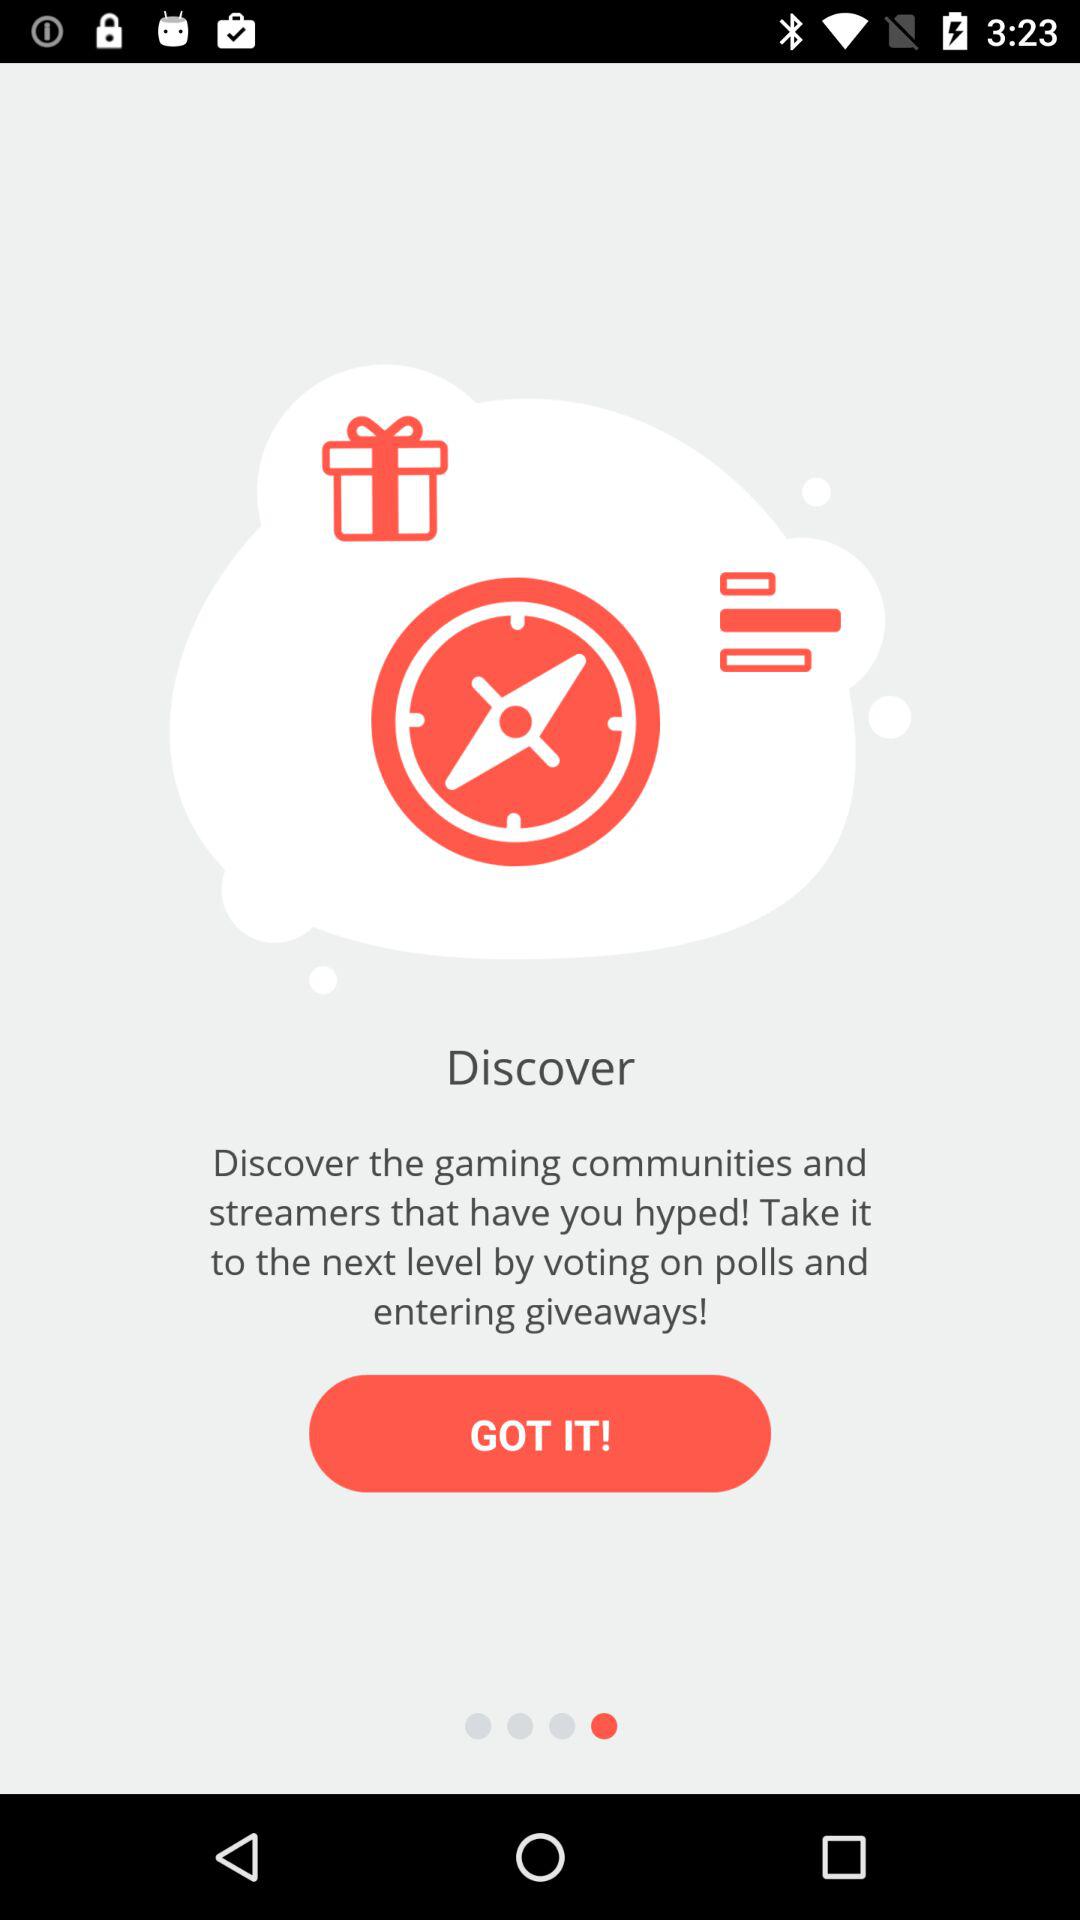 3:23
Discover
Discover the gaming communities and
streamers that have you hyped! Take it
to the next level by voting on polls and
entering giveaways!
GOT IT!